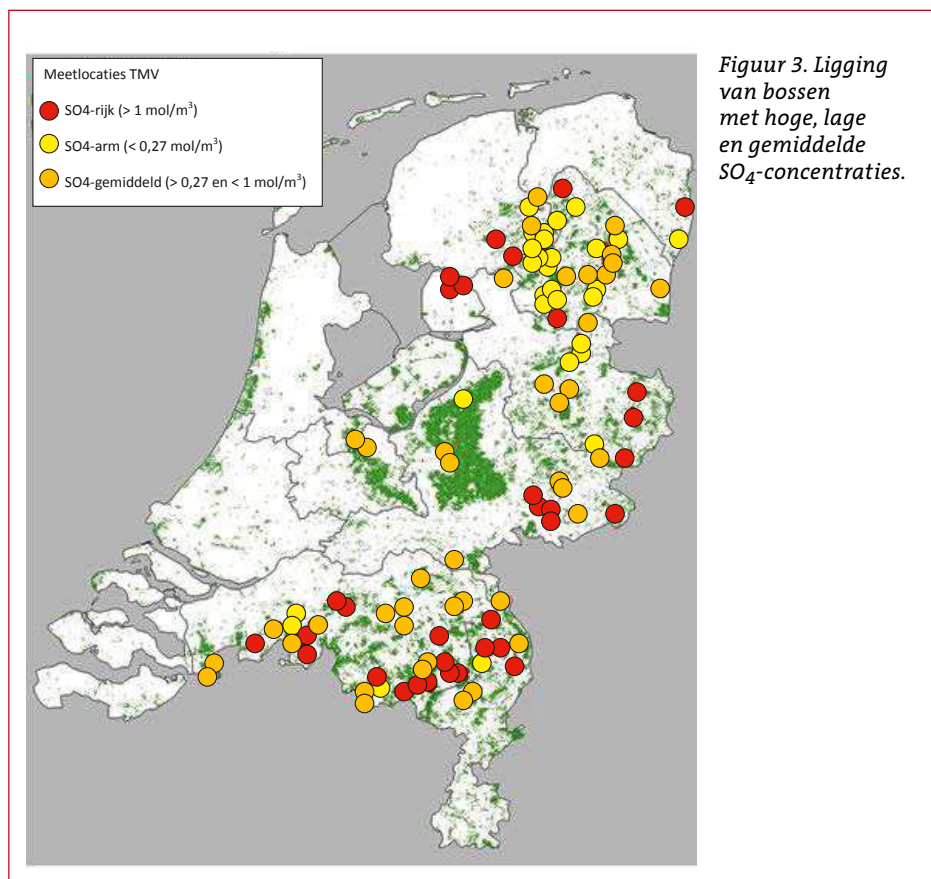 Meetlocaties TMV
SO4-rijk (> 1 mol/m³)
SO4-arm (< 0,27 mol/m³)
SO4-gemiddeld (> 0,27 en < 1 mol/m³)
Figuur 3. Ligging
van bossen
met hoge, lage
en gemiddelde
SO₄-concentraties.